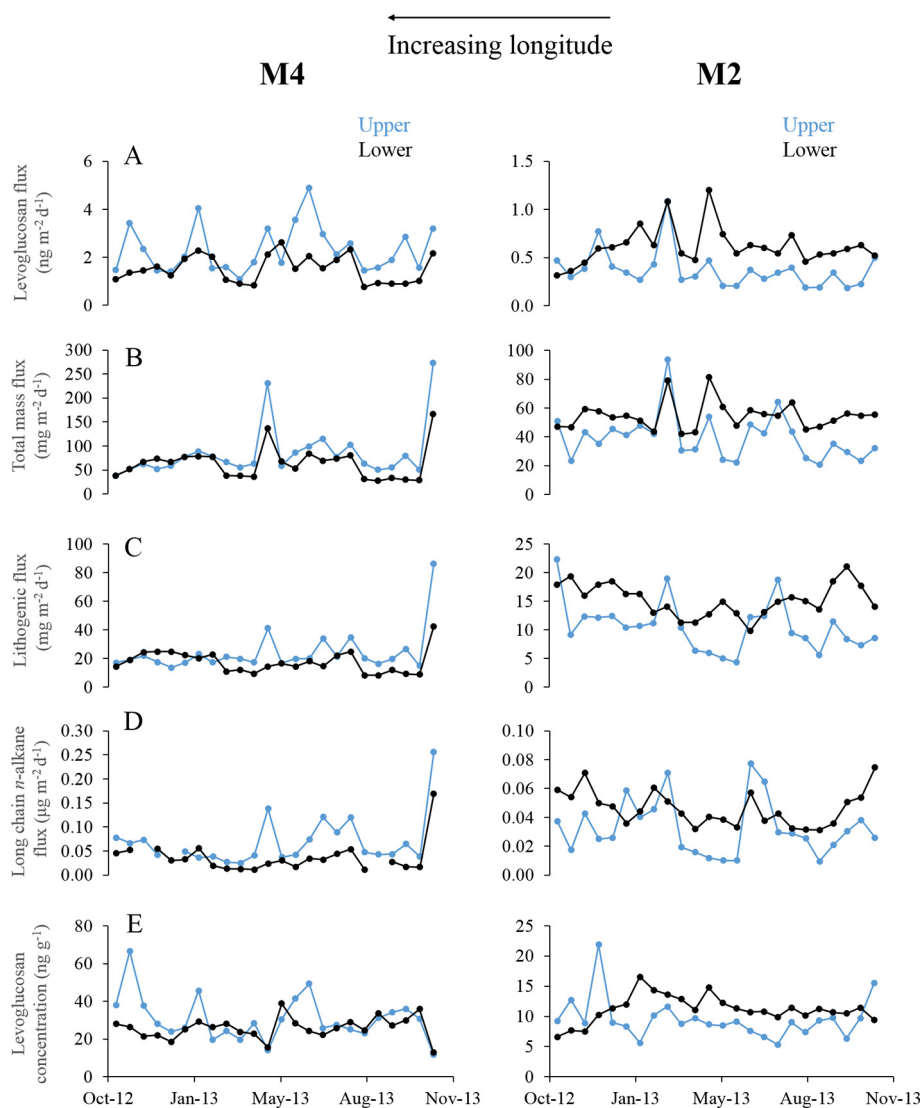 Increasing longitude
M4
M2
Upper
Lower
Upper
Lower
A
Levoglucosan flux
(ng m-2 d-1)
6
4
2
0
1.5
1.0
0.5
0.0
B
Total mass flux
(mg m-2 d-1)
300
250
200
150
100
50
0
100
80
60
40
20
0
C
Lithogenic flux
(mg m-2 d-1)
100
80
60
40
20
0
25
20
15
10
5
0
D
Long chain n-alkane
flux (µg m-2 d-1)
0.30
0.25
0.20
0.15
0.10
0.05
0.00
0.10
0.08
0.06
0.04
0.02
0.00
E
Levoglucosan
concentration (ng g-1)
80
60
40
20
0
25
20
15
10
5
0
Oct-12 Jan-13 May-13 Aug-13 Nov-13
Oct-12 Jan-13 May-13 Aug-13 Nov-13